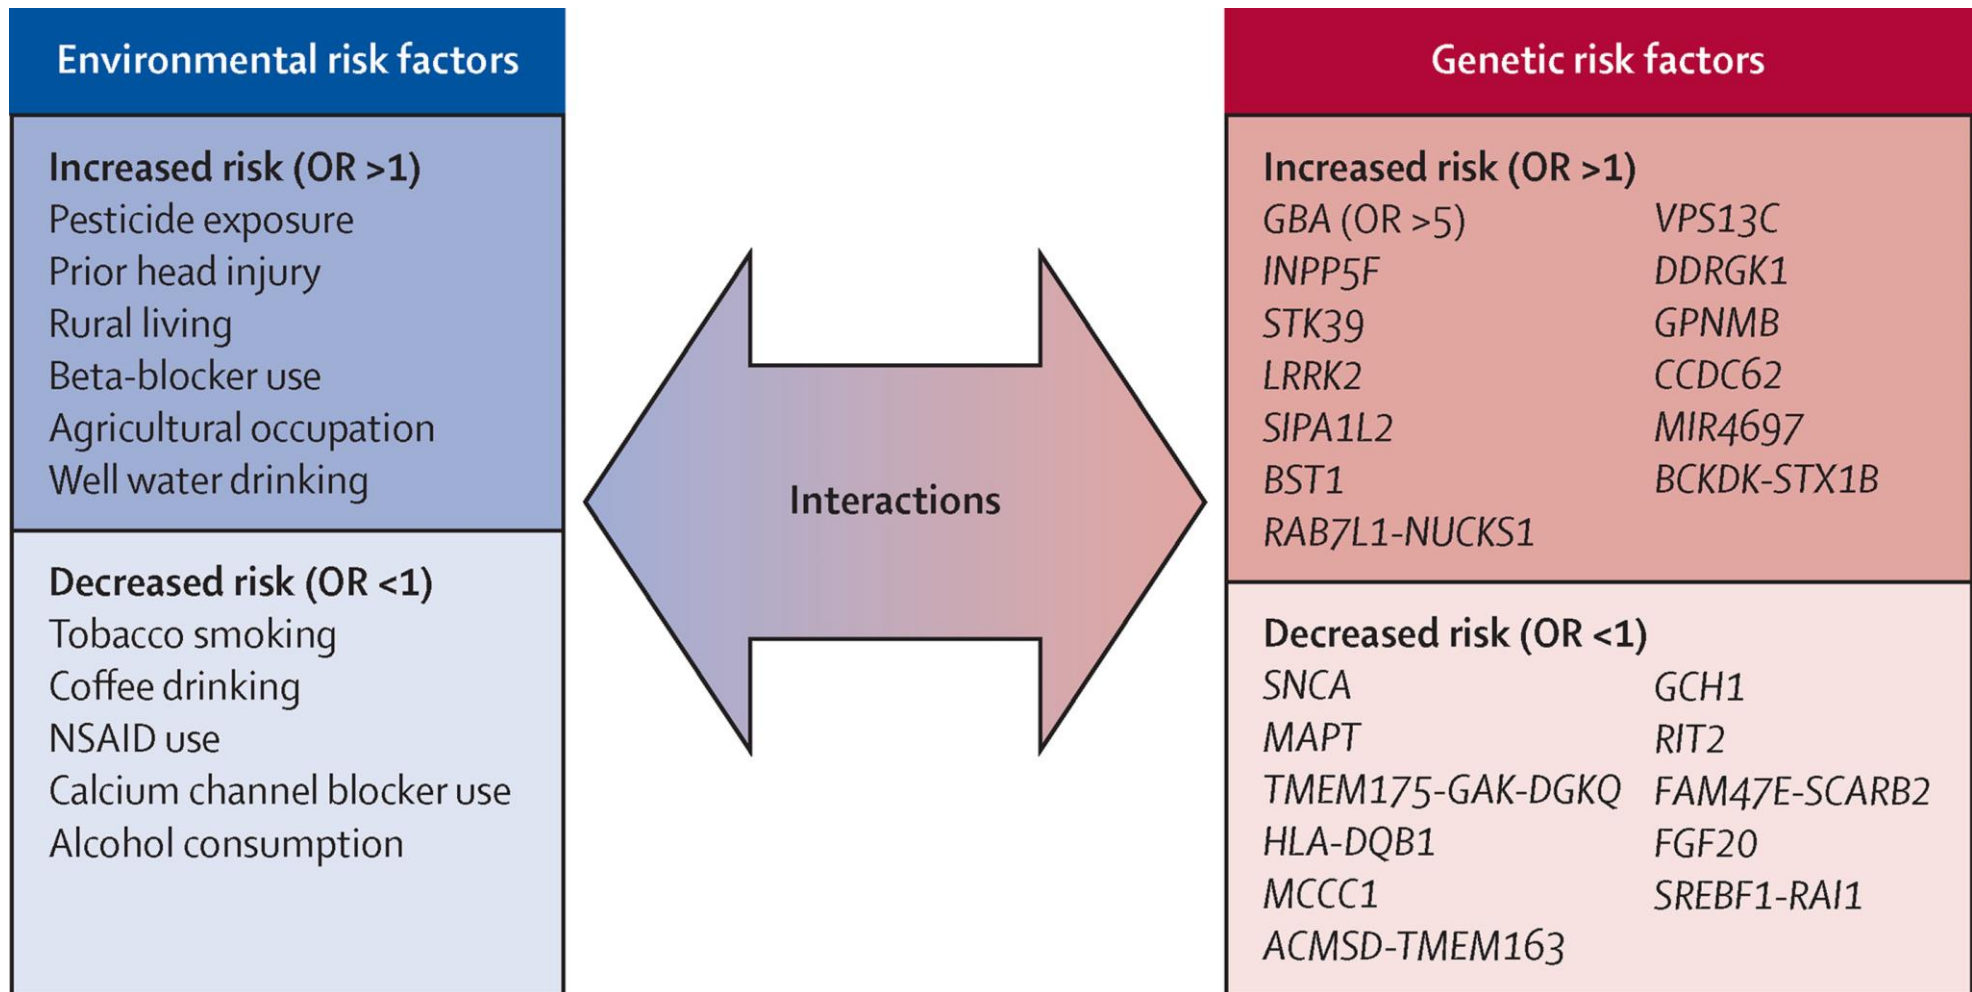 Environmental risk factors
Increased risk (OR >1)
Pesticide exposure
Prior head injury
Rural living
Beta-blocker use
Agricultural occupation
Well water drinking
Decreased risk (OR <1)
Tobacco smoking
Coffee drinking
NSAID use
Calcium channel blocker use
Alcohol consumption
Interactions
Genetic risk factors
Increased risk (OR >1)
GBA (OR >5)
INPP5F
STK39
LRRK2
SIPA1L2
BST1
RAB7L1-NUCKS1
VPS13C
DDRGK1
GPNMB
CCDC62
MIR4697
BCKDK-STX1B
Decreased risk (OR <1)
SNCA
MAPT
TMEM175-GAK-DGKQ
HLA-DQB1
MCCC1
ACMSD-TMEM163
GCH1
RIT2
FAM47E-SCARB2
FGF20
SREBF1-RAI1